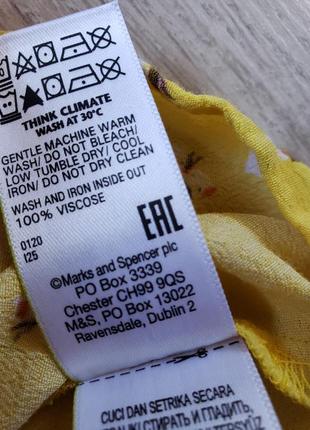 THINK CLIMATE
WASH AT 30°C
GENTLE MACHINE WARM
WASH/ DO NOT BLEACH/
LOW TUMBLE DRY/ COOL
IRON/ DO NOT DRY CLEAN
WASH AND IRON INSIDE OUT
100% VISCOSE
0120
I25
EAC
©Marks and Spencer plc
PO Box 3339
Chester CH99 9QS
M&S, PO Box 13022
Ravensdale, Dublin 2
CUCI DAN SETRIKA SECARA
СТИРАТЬ И ГЛАДИТЬ,